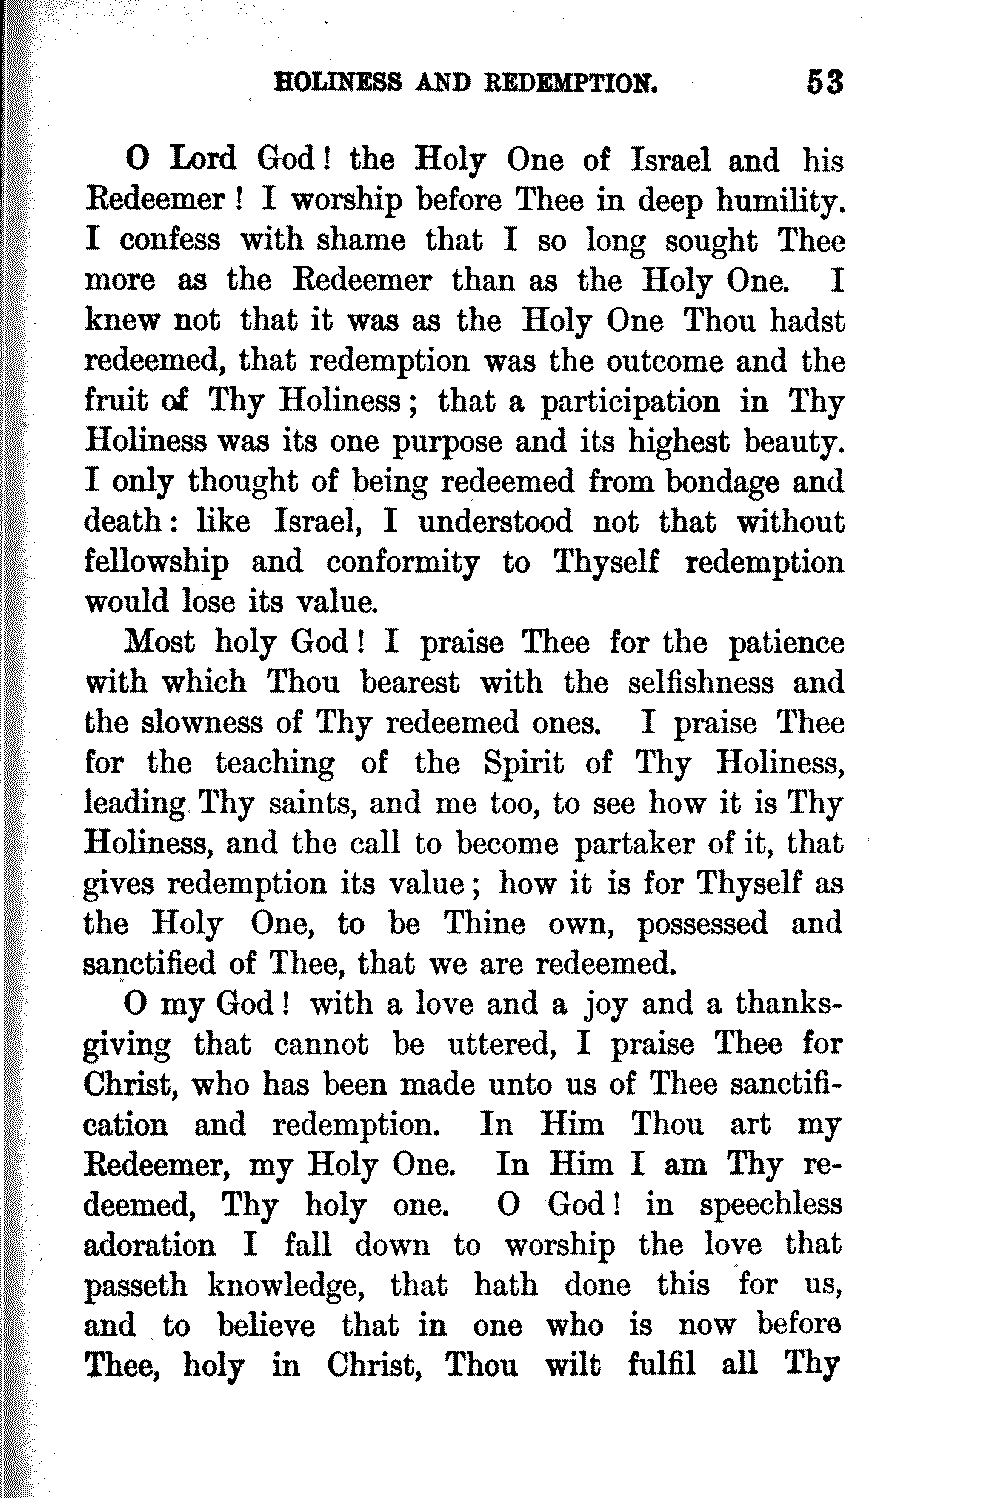 HOLINESS AND REDEMPTION. 53
O Lord God! the Holy One of Israel and his
Redeemer! I worship before Thee in deep humility.
I confess with shame that I so long sought Thee
more as the Redeemer than as the Holy One. I
knew not that it was as the Holy One Thou hadst
redeemed, that redemption was the outcome and the
fruit of Thy Holiness; that a participation in Thy
Holiness was its one purpose and its highest beauty.
I only thought of being redeemed from bondage and
death: like Israel, I understood not that without
fellowship and conformity to Thyself redemption
would lose its value.
Most holy God! I praise Thee for the patience
with which Thou bearest with the selfishness and
the slowness of Thy redeemed ones. I praise Thee
for the teaching of the Spirit of Thy Holiness,
leading Thy saints, and me too, to see how it is Thy
Holiness, and the call to become partaker of it, that
gives redemption its value; how it is for Thyself as
the Holy One, to be Thine own, possessed and
sanctified of Thee, that we are redeemed.
O my God! with a love and a joy and a thanks-
giving that cannot be uttered, I praise Thee for
Christ, who has been made unto us of Thee sanctifi-
cation and redemption. In Him Thou art my
Redeemer, my Holy One. In Him I am Thy re-
deemed, Thy holy one. O God! in speechless
adoration I fall down to worship the love that
passeth knowledge, that hath done this for us,
and to believe that in one who is now before
Thee, holy in Christ, Thou wilt fulfil all Thy